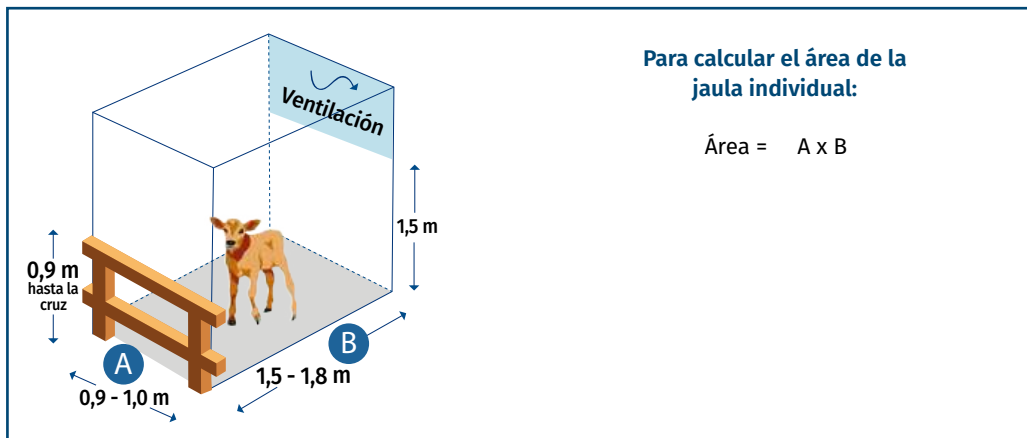 Para calcular el área de la
jaula individual:
Área = A x B
Ventilación
1,5 m
0,9 m
hasta la
cruz
A
0,9 - 1,0 m
B
1,5 - 1,8 m